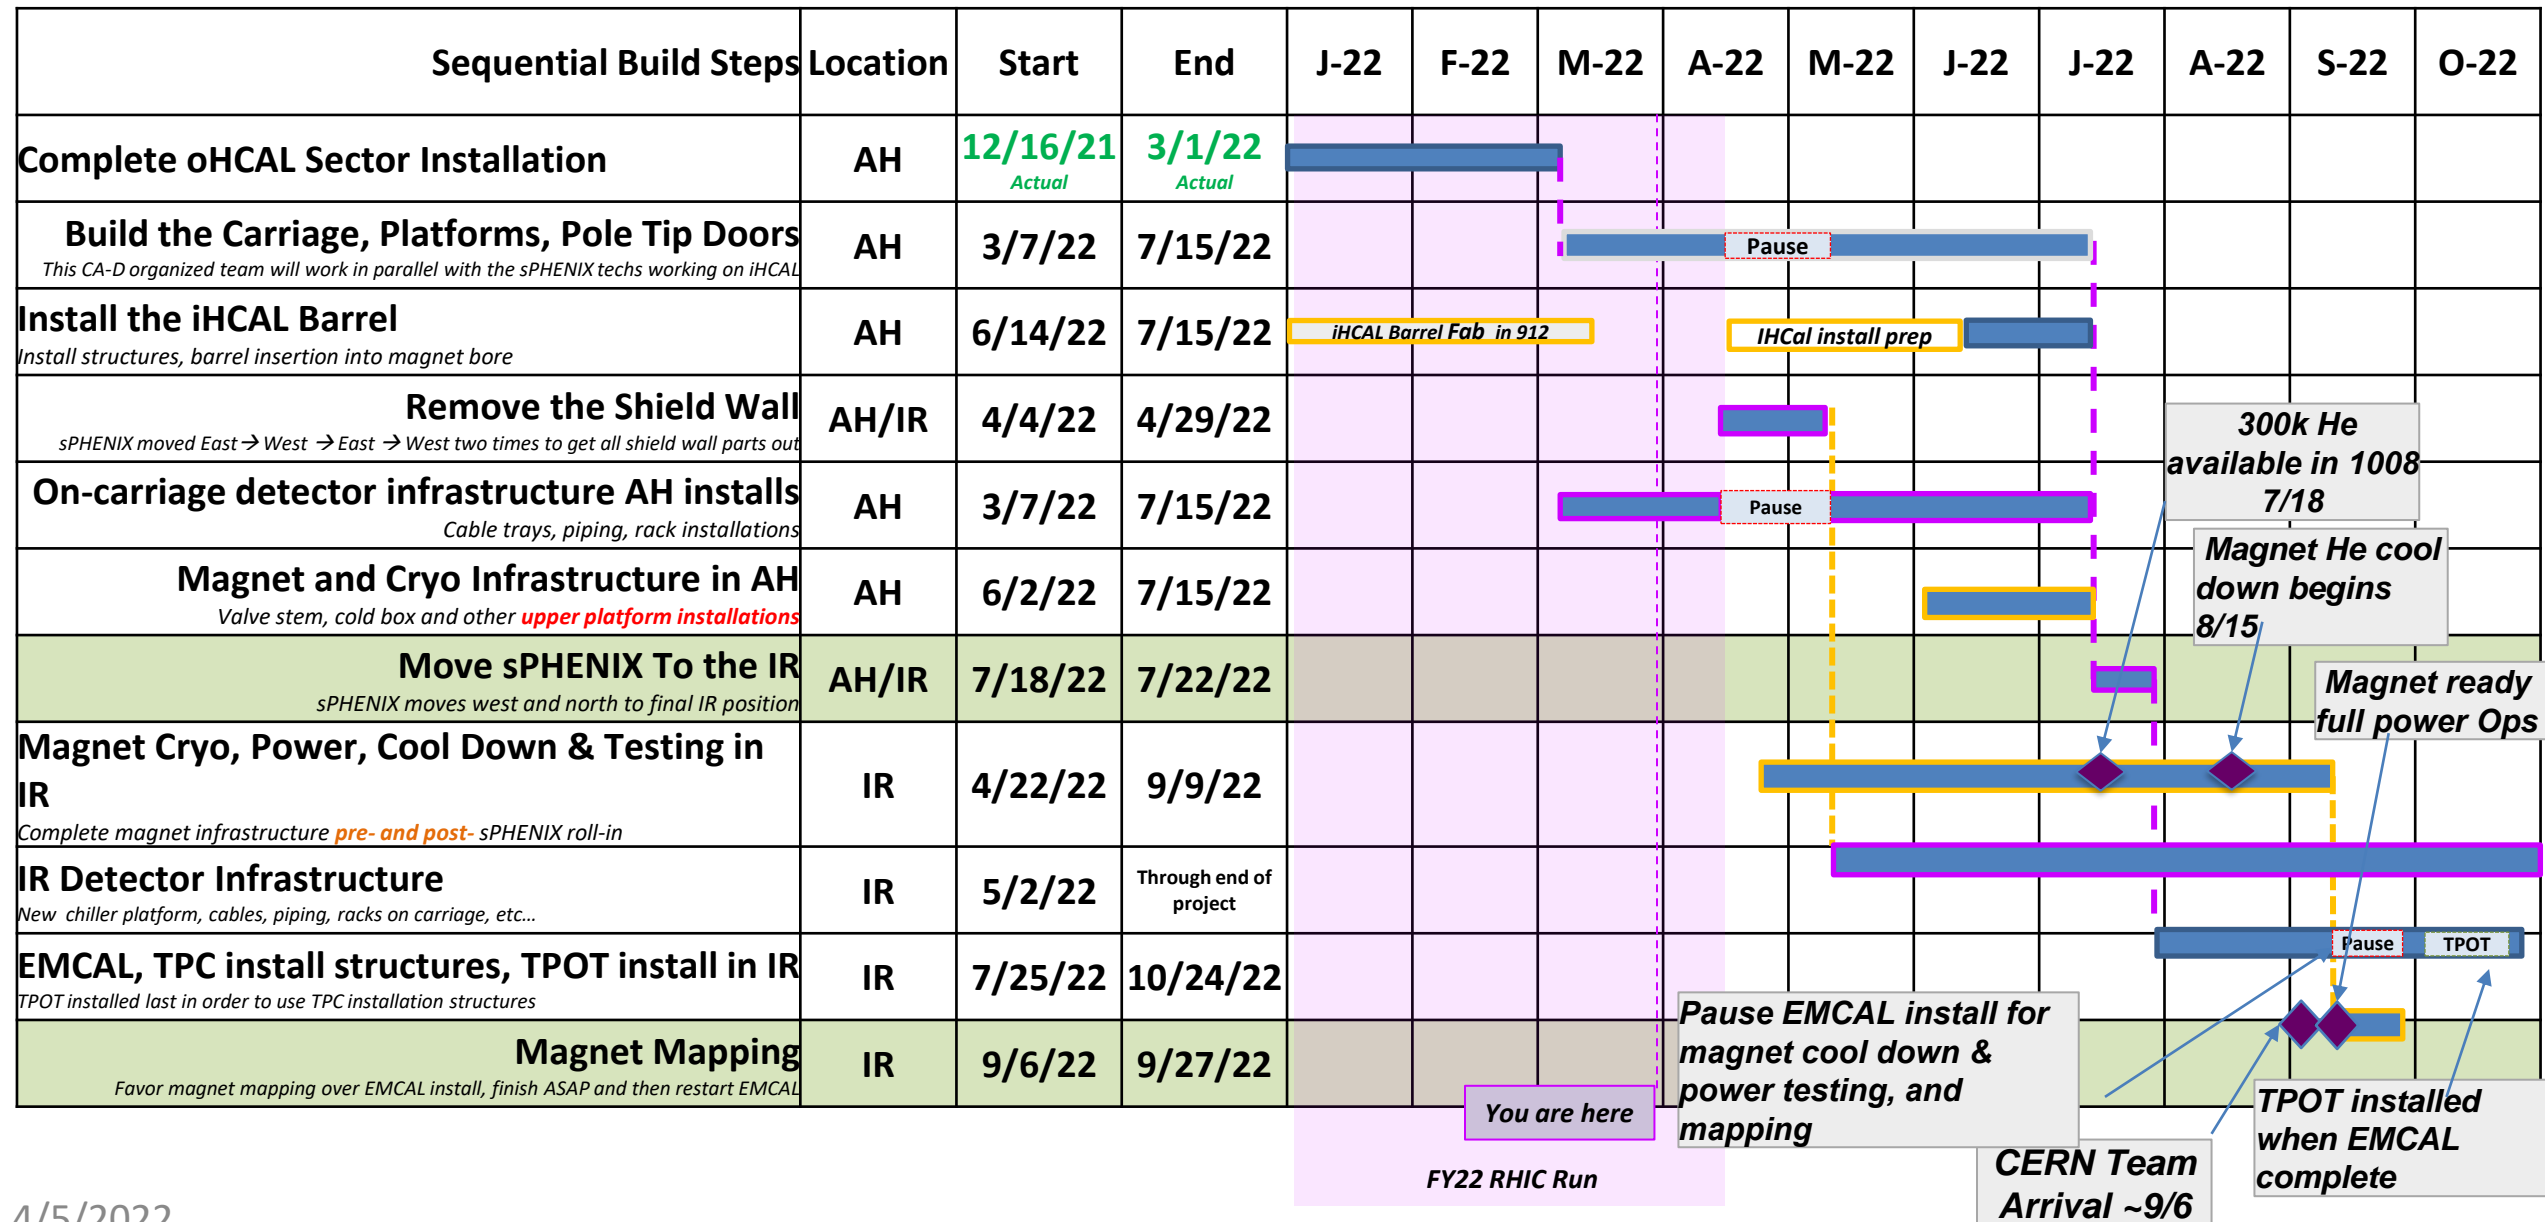 Sequential Build Steps Location Start End J-22 F-22 M-22 A-22 M-22 J-22 J-22 A-22 S-22 O-22
Complete oHCAL Sector Installation AH 12/16/21 3/1/22
Actual Actual
Build the Carriage, Platforms, Pole Tip Doors AH 3/7/22 7/15/22 Pause
This CA-D organized team will work in parallel with the sPHENIX techs working on iHCAL
Install the iHCAL Barrel AH 6/14/22 7/15/22 iHCAL Barrel Fab in 912 IHCal install prep
Install structures, barrel insertion into magnet bore
Remove the Shield Wall AH/IR 4/4/22 4/29/22
sPHENIX moved East → West → East → West two times to get all shield wall parts out
300k He
available in 1008
7/18
On-carriage detector infrastructure AH installs AH 3/7/22 7/15/22 Pause
Cable trays, piping, rack installations
Magnet He cool
down begins
8/15
Magnet and Cryo Infrastructure in AH AH 6/2/22 7/15/22
Valve stem, cold box and other upper platform installations
Move sPHENIX To the IR AH/IR 7/18/22 7/22/22
sPHENIX moves west and north to final IR position
Magnet ready
full power Ops
Magnet Cryo, Power, Cool Down & Testing in
IR IR 4/22/22 9/9/22
Complete magnet infrastructure pre- and post- sPHENIX roll-in
IR Detector Infrastructure IR 5/2/22 Through end of
project
New chiller platform, cables, piping, racks on carriage, etc...
EMCAL, TPC install structures, TPOT install in IR IR 7/25/22 10/24/22 Pause TPOT
TPOT installed last in order to use TPC installation structures
Magnet Mapping IR 9/6/22 9/27/22
Favor magnet mapping over EMCAL install, finish ASAP and then restart EMCAL
Pause EMCAL install for
magnet cool down &
power testing, and
mapping
You are here
TPOT installed
when EMCAL
complete
CERN Team
Arrival ~9/6
FY22 RHIC Run
4/5/2022